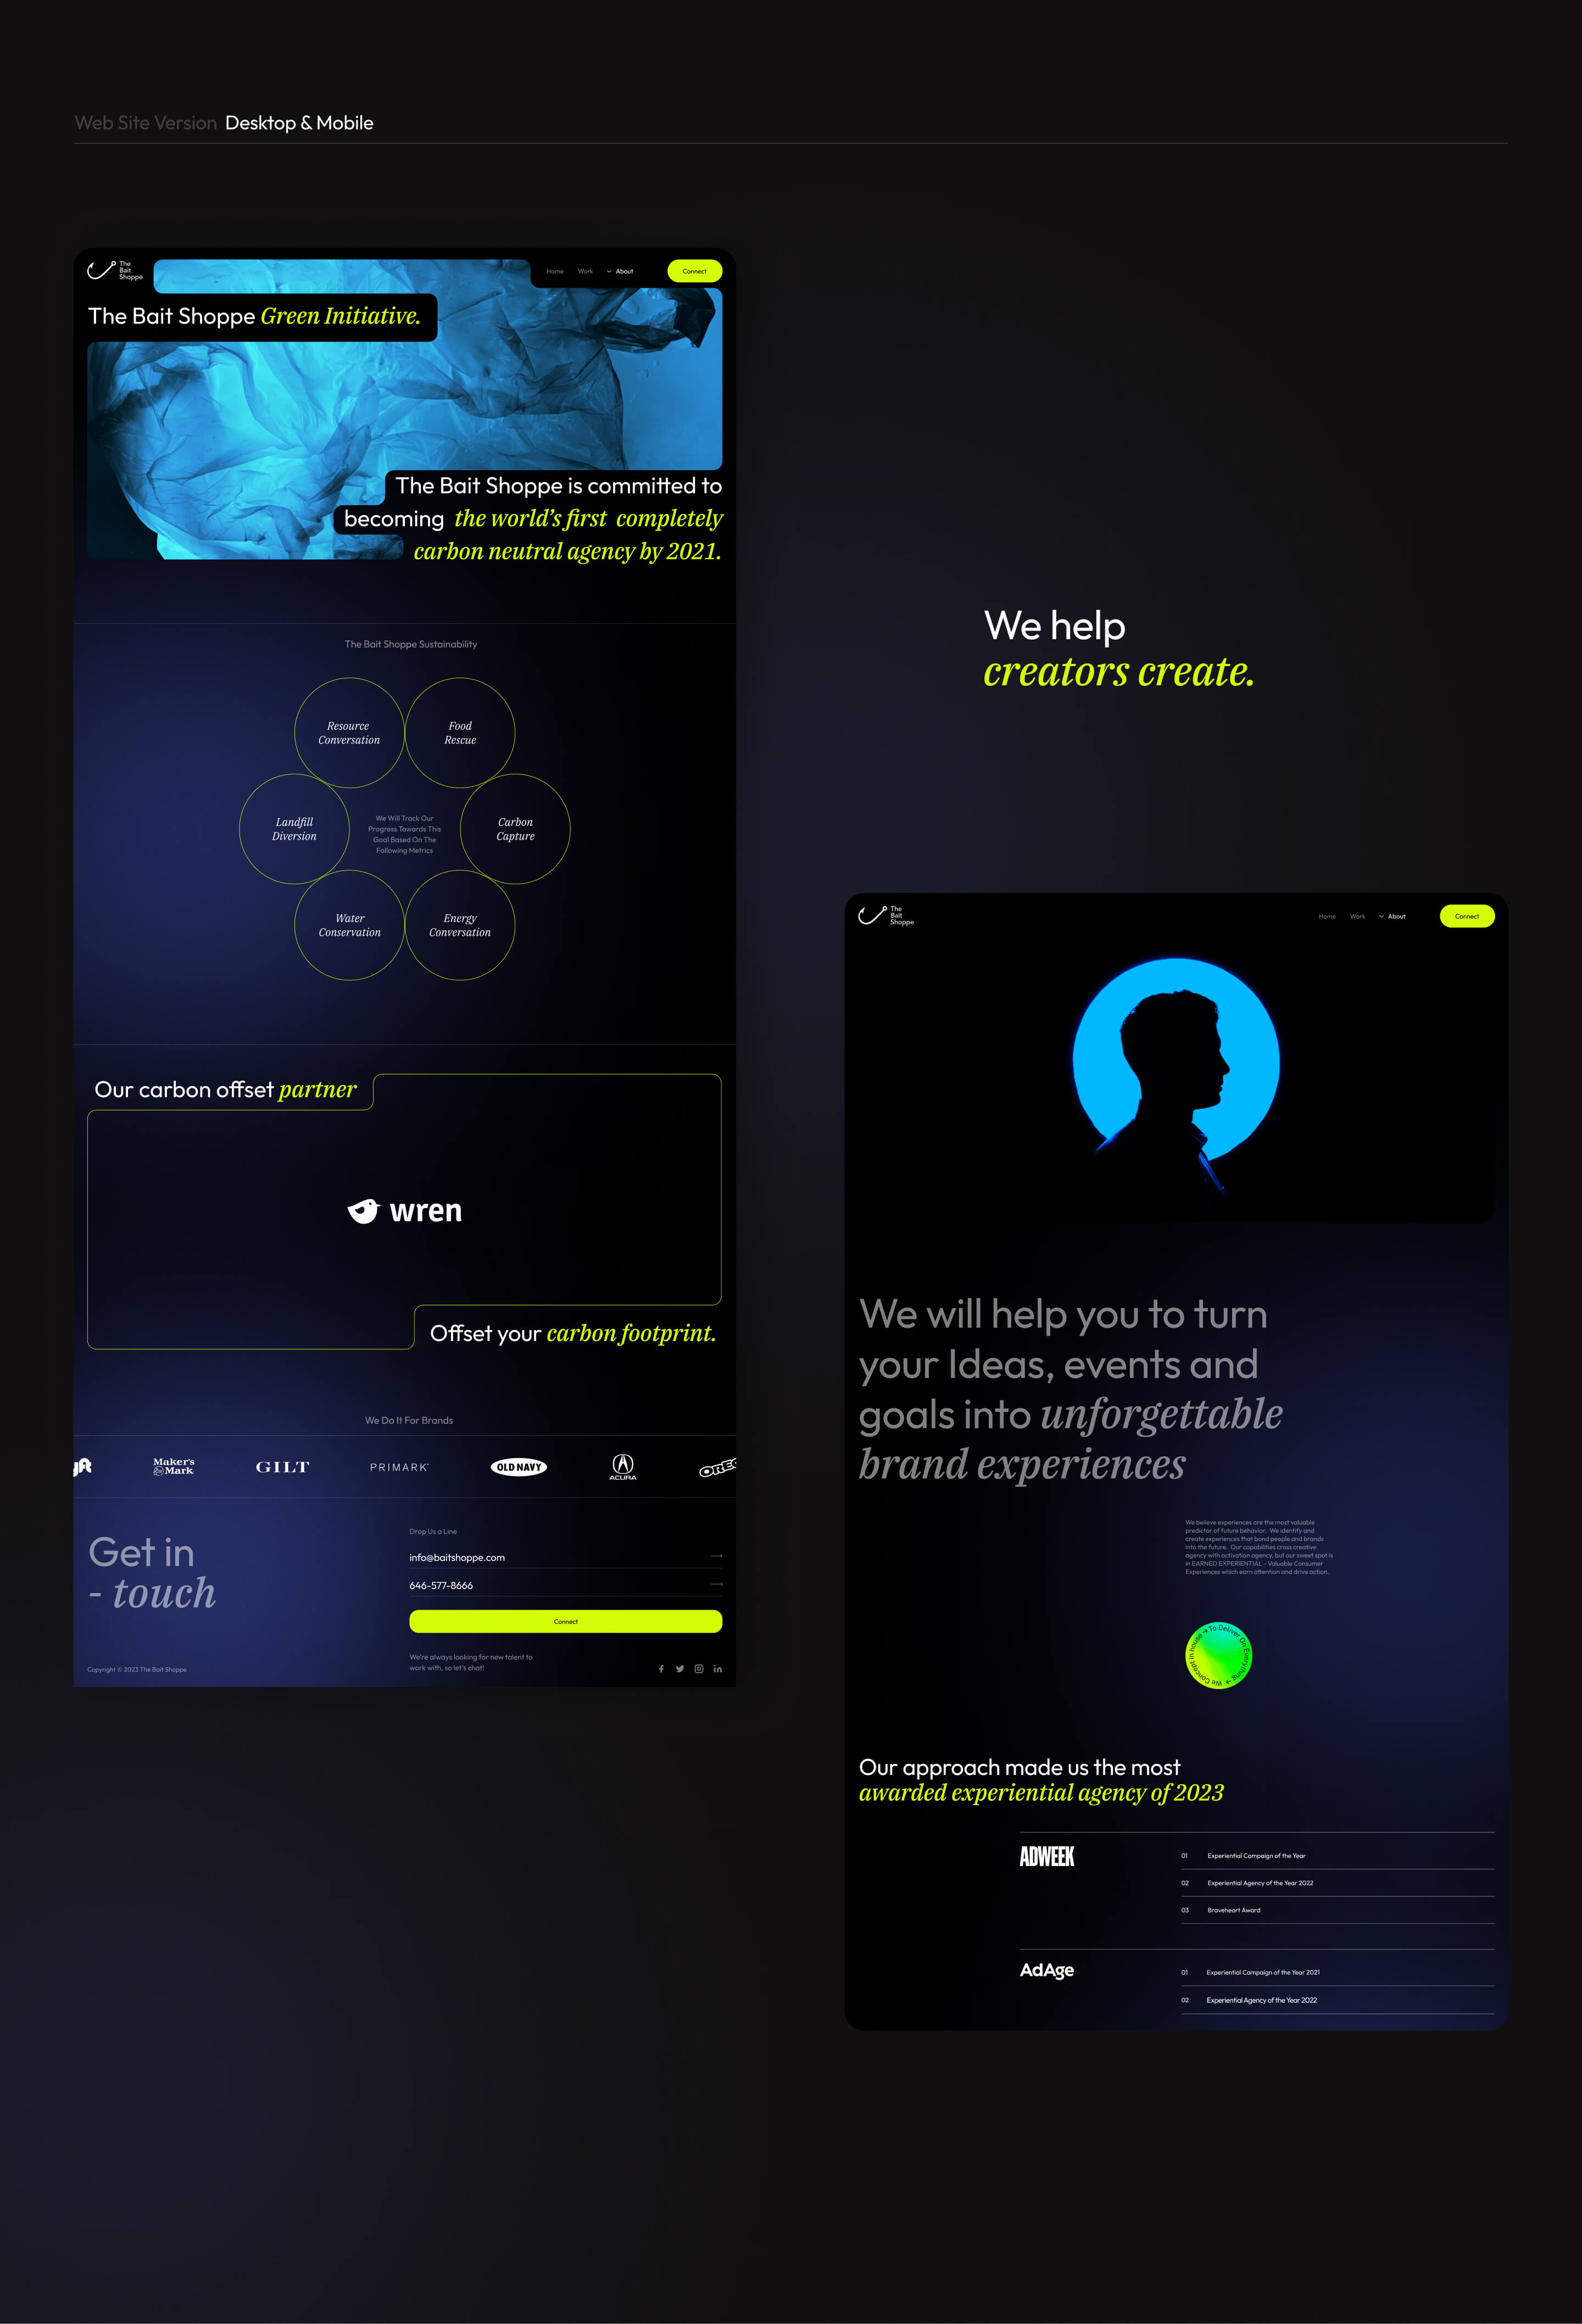 Web Site Version Desktop & Mobile
The
Bait
Shoppe
Home Work About Connect
The Bait Shoppe Green Initiative.
The Bait Shoppe is committed to
becoming the world's first completely
carbon neutral agency by 2021.
The Bait Shoppe Sustainability
Resource
Conversation
Food
Rescue
Landfill
Diversion
We Will Track Our
Progress Towards This
Goal Based On The
Following Metrics
Carbon
Capture
Water
Conservation
Energy
Conversation
Our carbon offset partner
wren
Offset your carbon footprint.
We Do It For Brands
Maker's
Mark
GILT
PRIMARK
OLD NAVY
ACURA
OREO
Get in
- touch
Drop Us a Line
info@baitshoppe.com
646-577-8666
Connect
We're always looking for new talent to
work with, so let's chat!
Copyright © 2023 The Bait Shoppe
We help
creators create.
The
Bait
Shoppe
Home Work About Connect
We will help you to turn
your Ideas, events and
goals into unforgettable
brand experiences
We believe experiences are the most valuable
predictor of future behavior. We identify and
create experiences that bond people and brands
into the future. Our capabilities cross creative
agency with activation agency, but our sweet spot is
in EARNED EXPERIENTIAL - Valuable Consumer
Experiences which earn attention and drive action.
We Concept in house → To Deliver On Everything →
Our approach made us the most
awarded experiential agency of 2023
ADWEEK
01 Experiential Campaign of the Year
02 Experiential Agency of the Year 2022
03 Braveheart Award
AdAge
01 Experiential Campaign of the Year 2021
02 Experiential Agency of the Year 2022